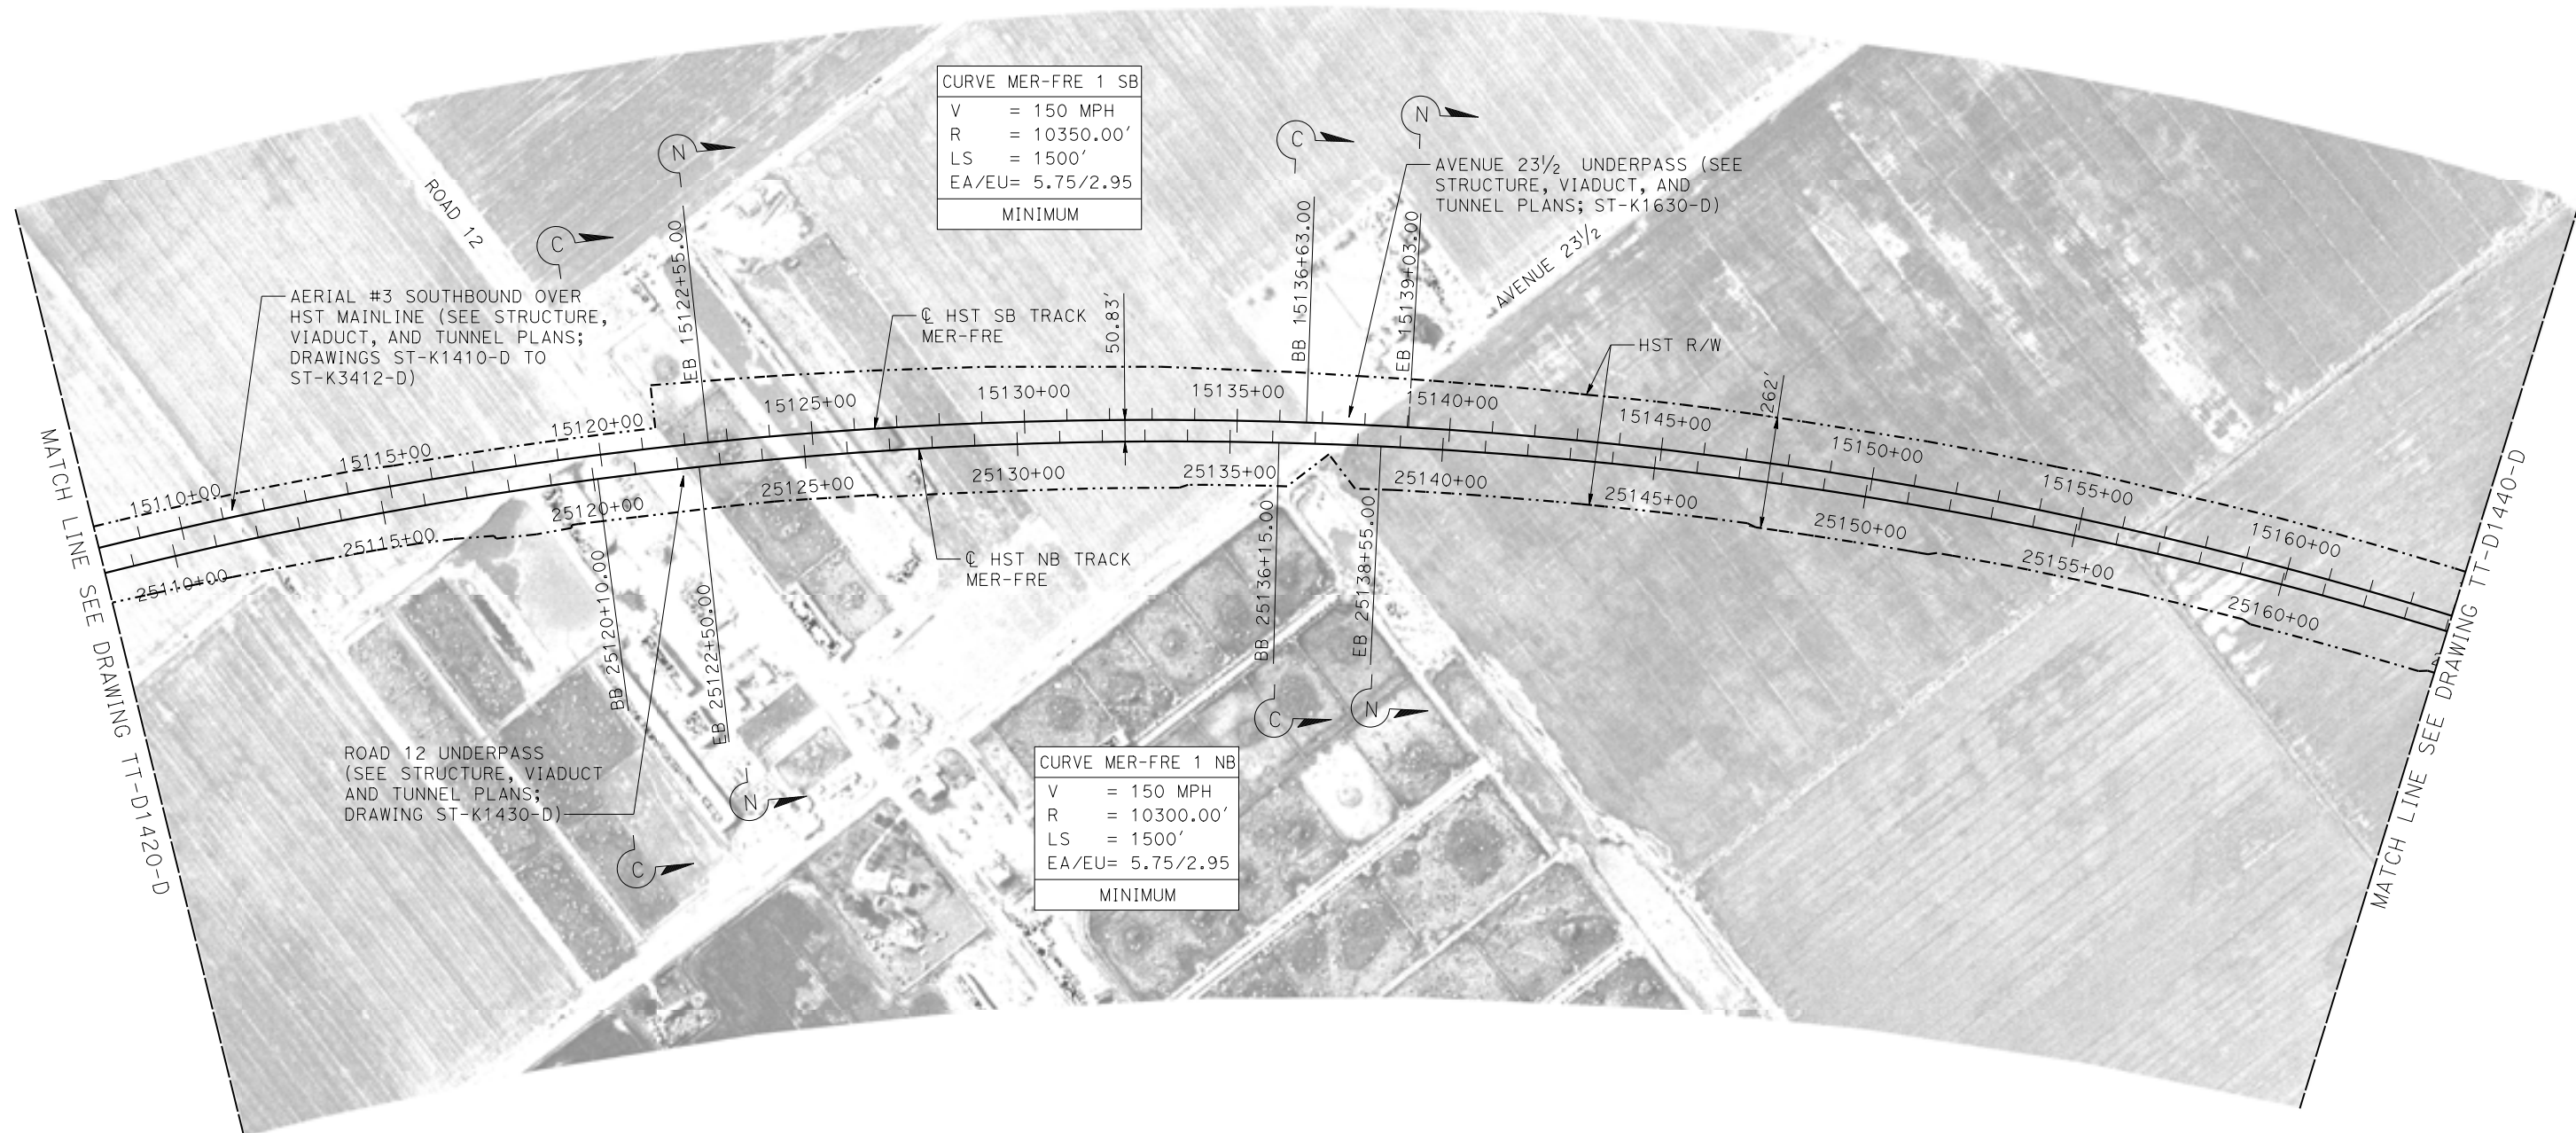 CURVE MER-FRE 1 SB
V = 150 MPH
R = 10350.00′
LS = 1500′
EA/EU= 5.75/2.95
MINIMUM
N
C
N
C
ROAD 12
AVENUE 23½ UNDERPASS (SEE
STRUCTURE, VIADUCT, AND
TUNNEL PLANS; ST-K1630-D)
AVENUE 23½
EB 15122+55.00
BB 15136+63.00
EB 15139+03.00
AERIAL #3 SOUTHBOUND OVER
HST MAINLINE (SEE STRUCTURE,
VIADUCT, AND TUNNEL PLANS;
DRAWINGS ST-K1410-D TO
ST-K3412-D)
℄ HST SB TRACK
MER-FRE
50.83′
HST R/W
262′
15110+00
15115+00
15120+00
15125+00
15130+00
15135+00
15140+00
15145+00
15150+00
15155+00
15160+00
25110+00
25115+00
25120+00
25125+00
25130+00
25135+00
25140+00
25145+00
25150+00
25155+00
25160+00
℄ HST NB TRACK
MER-FRE
BB 25120+10.00
EB 25122+50.00
BB 25136+15.00
EB 25138+55.00
MATCH LINE SEE DRAWING TT-D1420-D
MATCH LINE SEE DRAWING TT-D1440-D
ROAD 12 UNDERPASS
(SEE STRUCTURE, VIADUCT
AND TUNNEL PLANS;
DRAWING ST-K1430-D)
C
N
C
N
CURVE MER-FRE 1 NB
V = 150 MPH
R = 10300.00′
LS = 1500′
EA/EU= 5.75/2.95
MINIMUM